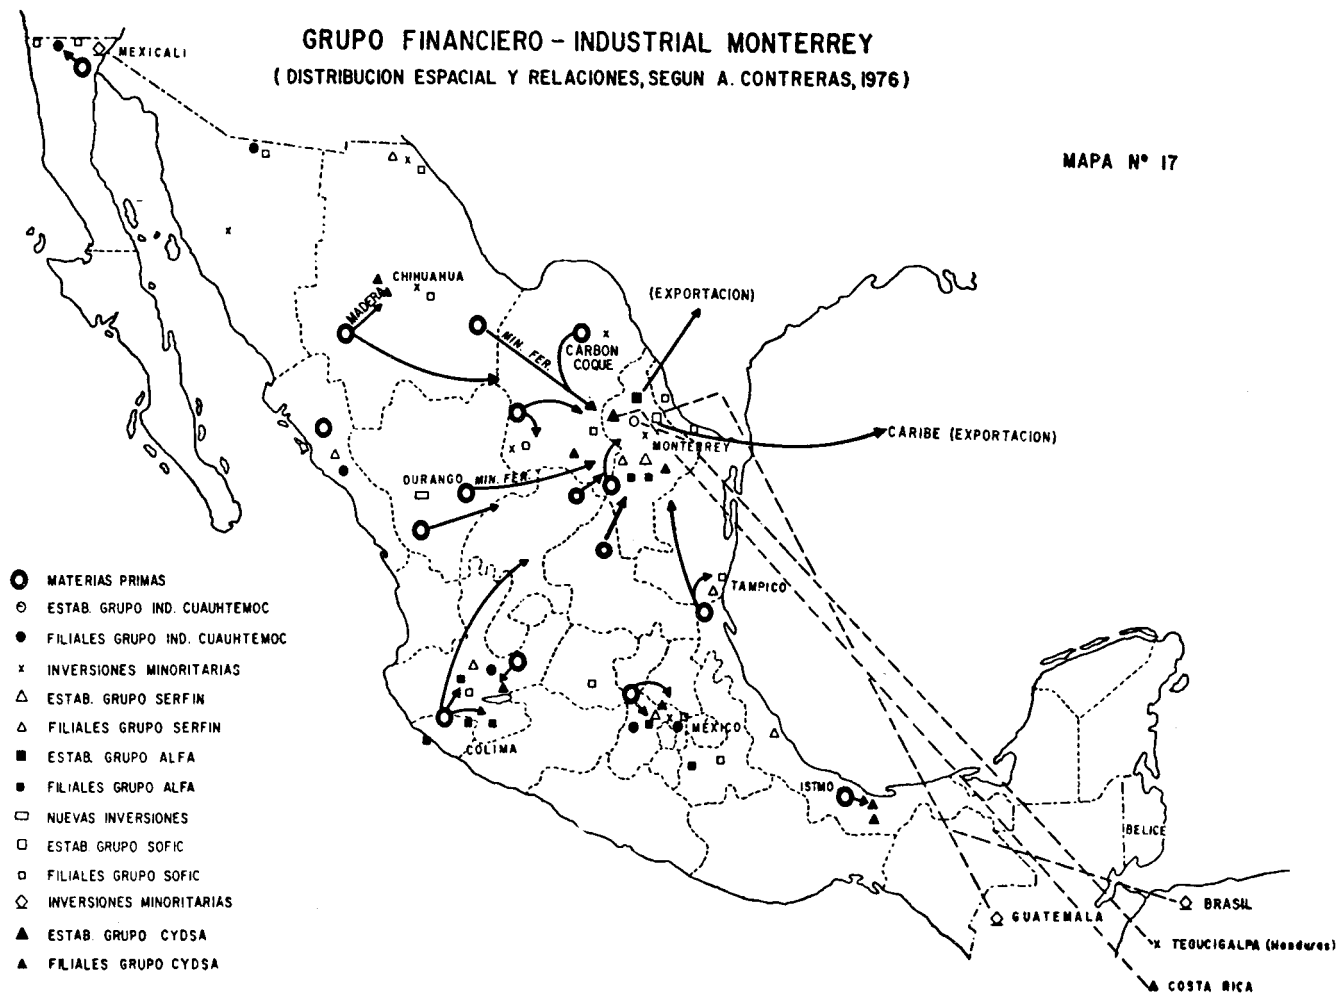 GRUPO FINANCIERO - INDUSTRIAL MONTERREY
( DISTRIBUCION ESPACIAL Y RELACIONES, SEGUN A. CONTRERAS, 1976 )
MAPA Nº 17
MEXICALI
CHIHUAHUA
MADERA
(EXPORTACION)
MIN. FER.
CARBON
COQUE
CARIBE (EXPORTACION)
MONTERREY
DURANGO
MIN. FER.
TAMPICO
COLIMA
MÉXICO
ISTMO
BELICE
BRASIL
GUATEMALA
TEGUCIGALPA (Honduras)
COSTA RICA
MATERIAS PRIMAS
ESTAB. GRUPO IND. CUAUHTEMOC
FILIALES GRUPO IND. CUAUHTEMOC
INVERSIONES MINORITARIAS
ESTAB. GRUPO SERFIN
FILIALES GRUPO SERFIN
ESTAB. GRUPO ALFA
FILIALES GRUPO ALFA
NUEVAS INVERSIONES
ESTAB. GRUPO SOFIC
FILIALES GRUPO SOFIC
INVERSIONES MINORITARIAS
ESTAB. GRUPO CYDSA
FILIALES GRUPO CYDSA